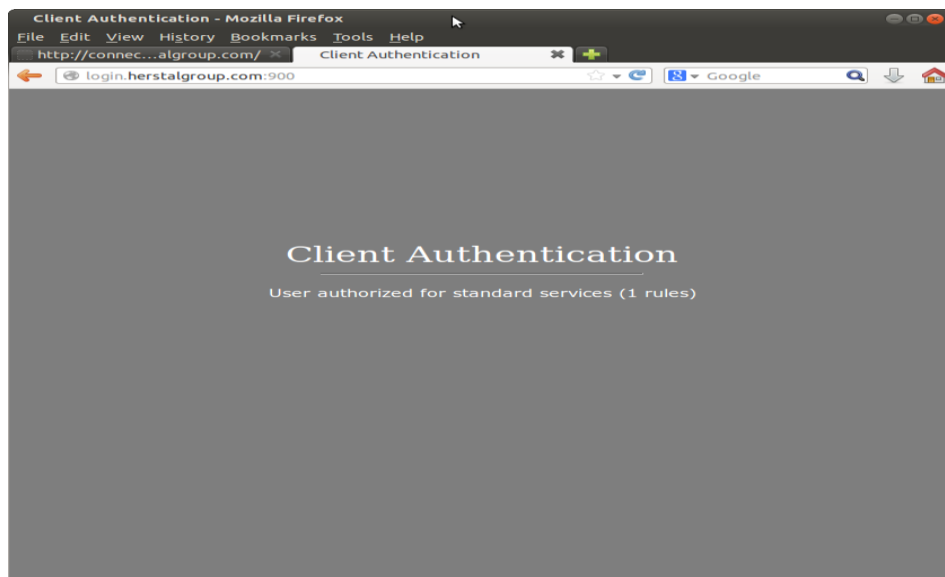 Client Authentication - Mozilla Firefox
File Edit View History Bookmarks Tools Help
http://connec...algroup.com/ Client Authentication
login.herstalgroup.com:900 8 Google
Client Authentication
User authorized for standard services (1 rules)